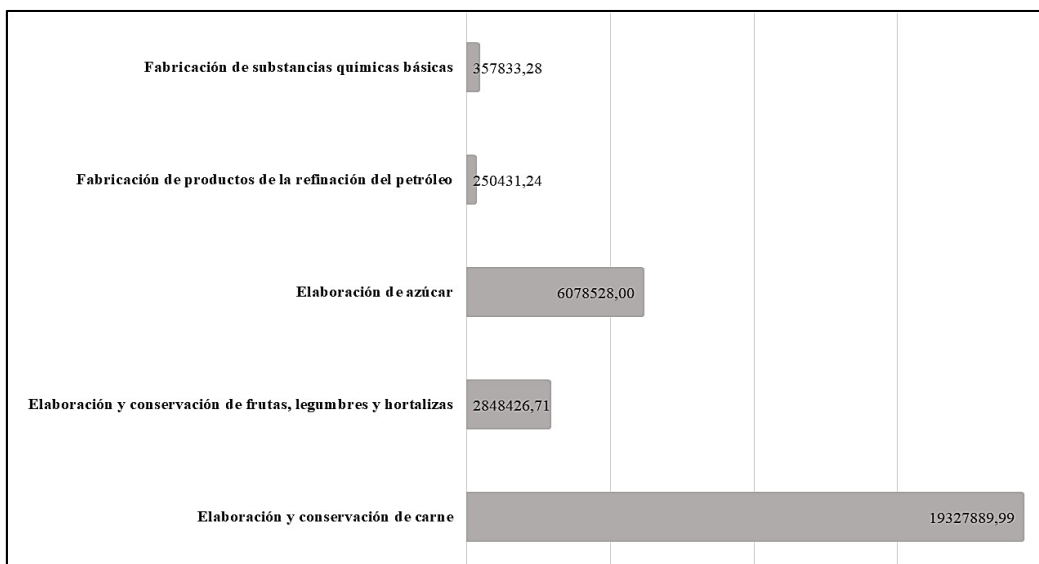 Fabricación de substancias químicas básicas 357833,28
Fabricación de productos de la refinación del petróleo 250431,24
Elaboración de azúcar 6078528,00
Elaboración y conservación de frutas, legumbres y hortalizas 2848426,71
Elaboración y conservación de carne 19327889,99